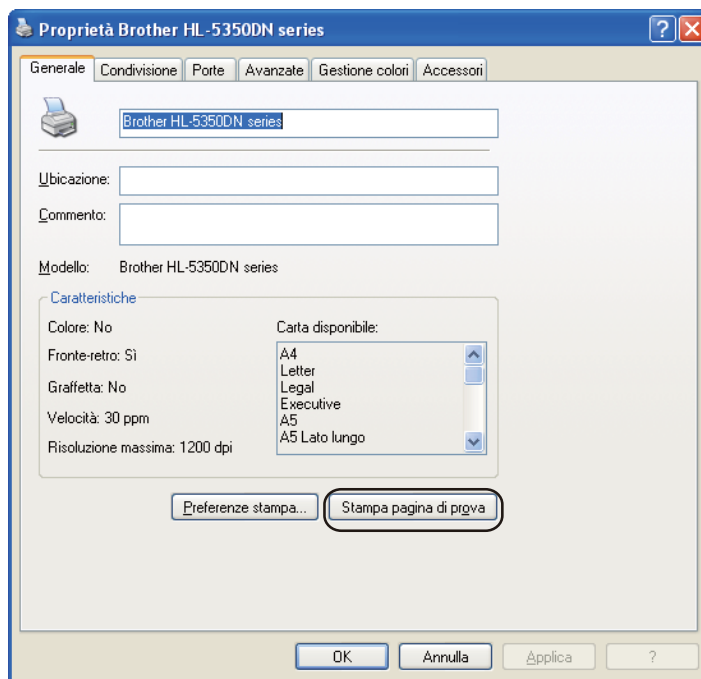 Proprietà Brother HL-5350DN series
Generale Condivisione Porte Avanzate Gestione colori Accessori
Brother HL-5350DN series
Ubicazione:
Commento:
Modello: Brother HL-5350DN series
Caratteristiche
Colore: No
Fronte-retro: Sì
Graffetta: No
Velocità: 30 ppm
Risoluzione massima: 1200 dpi
Carta disponibile:
A4
Letter
Legal
Executive
A5
A5 Lato lungo
Preferenze stampa... Stampa pagina di prova
OK Annulla Applica ?